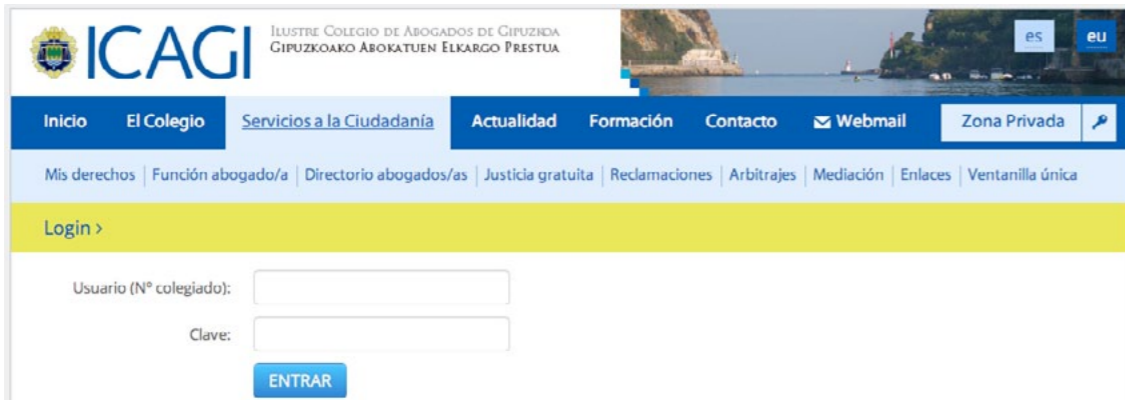 ICAGI
Ilustre Colegio de Abogados de Gipuzkoa
Gipuzkoako Abokatuen Elkargo Prestua
es eu
Inicio El Colegio Servicios a la Ciudadanía Actualidad Formación Contacto Webmail Zona Privada
Mis derechos | Función abogado/a | Directorio abogados/as | Justicia gratuita | Reclamaciones | Arbitrajes | Mediación | Enlaces | Ventanilla única
Login >
Usuario (Nº colegiado):
Clave:
ENTRAR